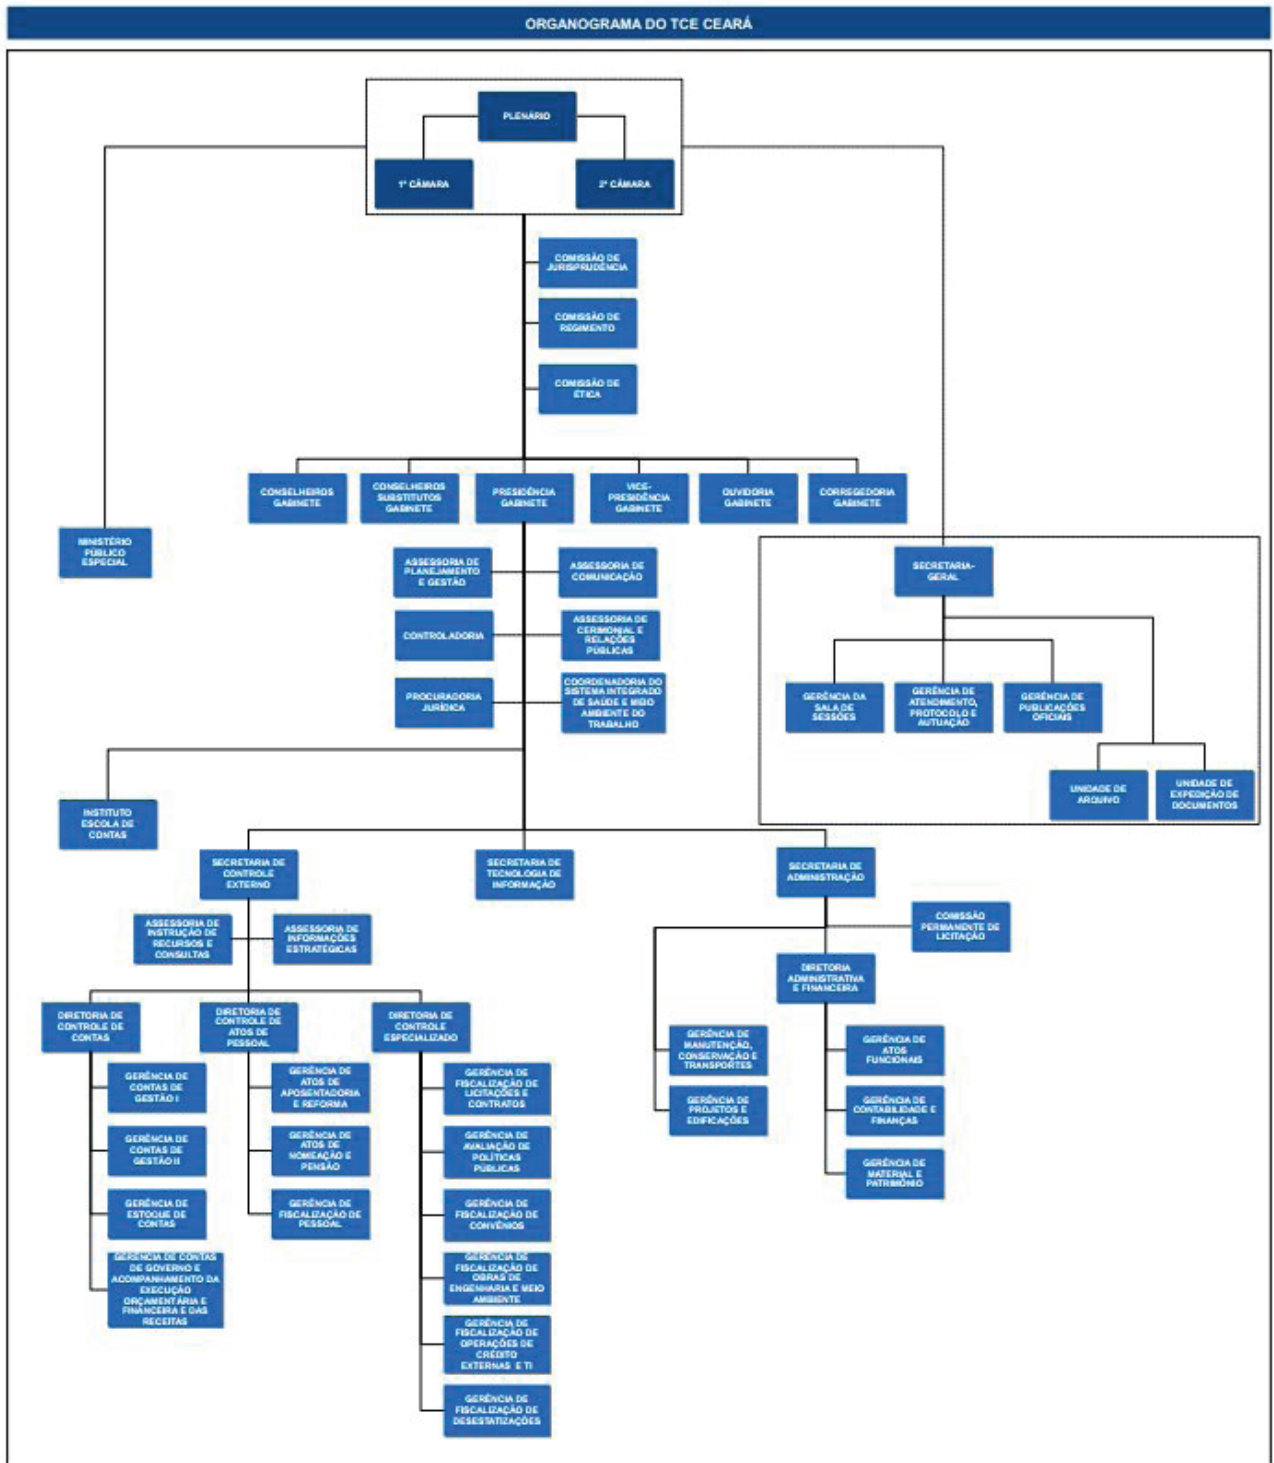 ORGANOGRAMA DO TCE CEARÁ
PLENÁRIO
1ª CÂMARA
2ª CÂMARA
COMISSÃO DE
JURISPRUDÊNCIA
COMISSÃO DE
REGIMENTO
COMISSÃO DE
ÉTICA
CONSELHEIROS
GABINETE
CONSELHEIROS
SUBSTITUTOS
GABINETE
PRESIDÊNCIA
GABINETE
VICE-
PRESIDÊNCIA
GABINETE
OUVIDORIA
GABINETE
CORREGEDORIA
GABINETE
MINISTÉRIO
PÚBLICO
ESPECIAL
ASSESSORIA DE
PLANEJAMENTO
E GESTÃO
ASSESSORIA DE
COMUNICAÇÃO
CONTROLADORIA
ASSESSORIA DE
CERIMONIAL E
RELAÇÕES
PÚBLICAS
PROCURADORIA
JURÍDICA
COORDENADORIA DO
SISTEMA INTEGRADO
DE SAÚDE E MEIO
AMBIENTE DO
TRABALHO
SECRETARIA-
GERAL
GERÊNCIA DA
SALA DE
SESSÕES
GERÊNCIA DE
ATENDIMENTO,
PROTOCOLO E
AUTUAÇÃO
GERÊNCIA DE
PUBLICAÇÕES
OFICIAIS
UNIDADE DE
ARQUIVO
UNIDADE DE
EXPEDIÇÃO DE
DOCUMENTOS
INSTITUTO
ESCOLA DE
CONTAS
SECRETARIA DE
CONTROLE
EXTERNO
SECRETARIA DE
TECNOLOGIA DE
INFORMAÇÃO
SECRETARIA DE
ADMINISTRAÇÃO
ASSESSORIA DE
INSTRUÇÃO DE
RECURSOS E
CONSULTAS
ASSESSORIA DE
INFORMAÇÕES
ESTRATÉGICAS
COMISSÃO
PERMANENTE DE
LICITAÇÃO
DIRETORIA
ADMINISTRATIVA
E FINANCEIRA
DIRETORIA DE
CONTROLE DE
CONTAS
DIRETORIA DE
CONTROLE DE
ATOS DE
PESSOAL
DIRETORIA DE
CONTROLE
ESPECIALIZADO
GERÊNCIA DE
CONTAS DE
GESTÃO I
GERÊNCIA DE
CONTAS DE
GESTÃO II
GERÊNCIA DE
ESTOQUE DE
CONTAS
GERÊNCIA DE CONTAS
DE GOVERNO E
ACOMPANHAMENTO DA
EXECUÇÃO
ORÇAMENTÁRIA E
FINANCEIRA E DAS
RECEITAS
GERÊNCIA DE
ATOS DE
APOSENTADORIA
E REFORMA
GERÊNCIA DE
ATOS DE
NOMEAÇÃO E
PENSÃO
GERÊNCIA DE
FISCALIZAÇÃO DE
PESSOAL
GERÊNCIA DE
FISCALIZAÇÃO DE
LICITAÇÕES E
CONTRATOS
GERÊNCIA DE
AVALIAÇÃO DE
POLÍTICAS
PÚBLICAS
GERÊNCIA DE
FISCALIZAÇÃO DE
CONVÊNIOS
GERÊNCIA DE
FISCALIZAÇÃO DE
OBRAS DE
ENGENHARIA E MEIO
AMBIENTE
GERÊNCIA DE
FISCALIZAÇÃO DE
OPERAÇÕES DE
CRÉDITO
EXTERNAS E TI
GERÊNCIA DE
FISCALIZAÇÃO DE
DESESTATIZAÇÕES
GERÊNCIA DE
MANUTENÇÃO,
CONSERVAÇÃO E
TRANSPORTES
GERÊNCIA DE
PROJETOS E
EDIFICAÇÕES
GERÊNCIA DE
ATOS
FUNCIONAIS
GERÊNCIA DE
CONTABILIDADE E
FINANÇAS
GERÊNCIA DE
MATERIAL E
PATRIMÔNIO